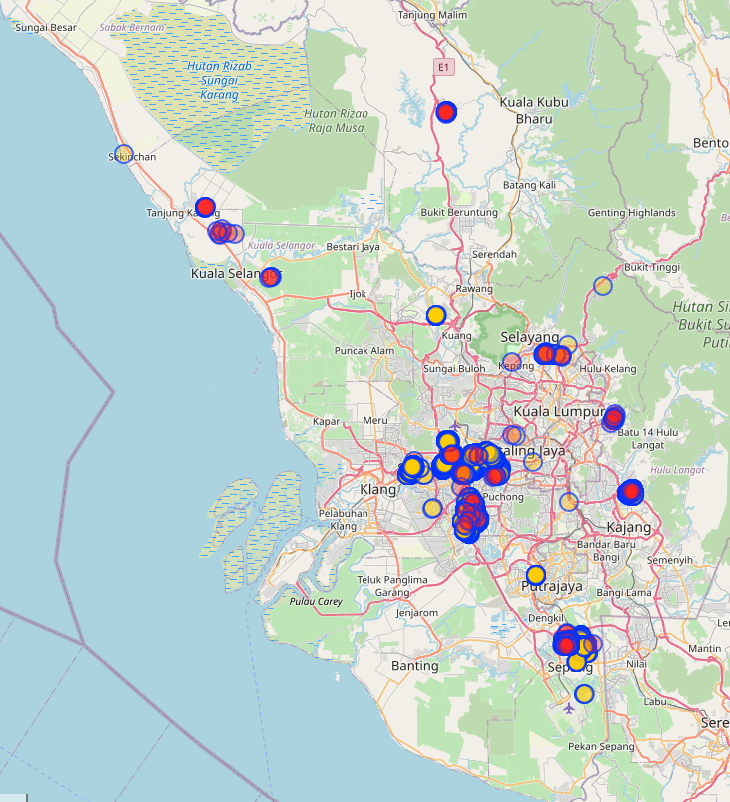 Tanjung Malim
Sungai Besar
Sabak Bernam
Hutan Rizab
Sungai
Karang
E1
Kuala Kubu
Bharu
Hutan Rizab
Raja Musa
Bento
Sekinchan
Batang Kali
Tanjung Ka
Bukit Beruntung
Genting Highlands
Kuala Selangor
Bestari Jaya
Serendah
Kuala Selangor
Bukit Tinggi
Ijok
Rawang
Hutan Si
Bukit Su
Puti
Kuang
Selayang
Puncak Alam
Kepong
Sungai Buloh
Hulu Kelang
Kuala Lumpur
Kapar
Meru
Batu 14 Hulu
Langat
taling Jaya
Hulu Langat
Klang
Puchong
Pelabuhan
Klang
Kajang
Bandar Baru
Bangi
Semenyih
Teluk Panglima
Garang
Putrajaya
Bangi Lama
Pulau Carey
Jenjarom
Dengkil
Mantin
Banting
Sepang
Nilai
Labu
Sere
Pekan Sepang